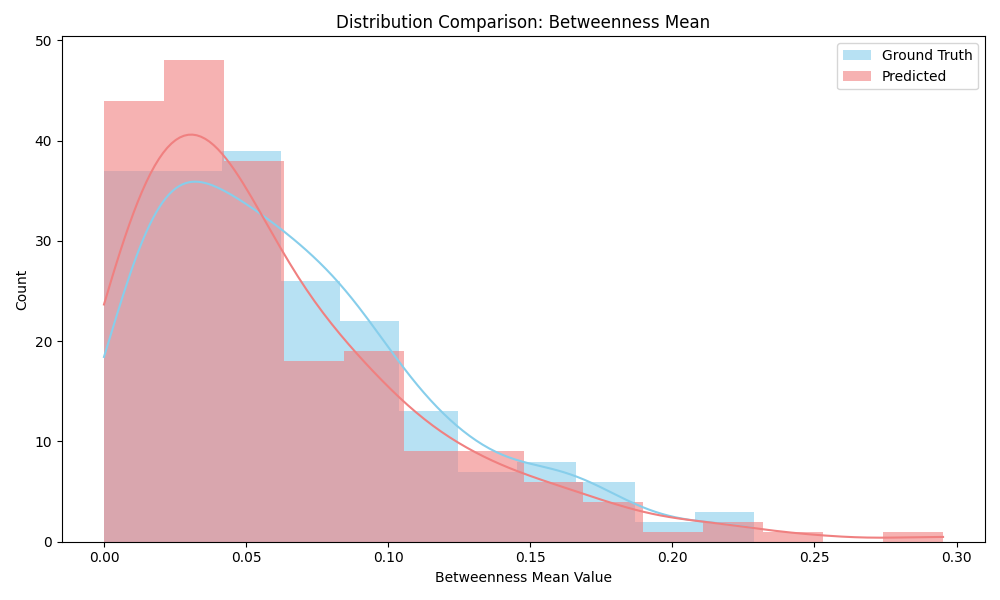 Distribution Comparison: Betweenness Mean
Ground Truth
Predicted
Count
50
40
30
20
10
0
0.00 0.05 0.10 0.15 0.20 0.25 0.30
Betweenness Mean Value